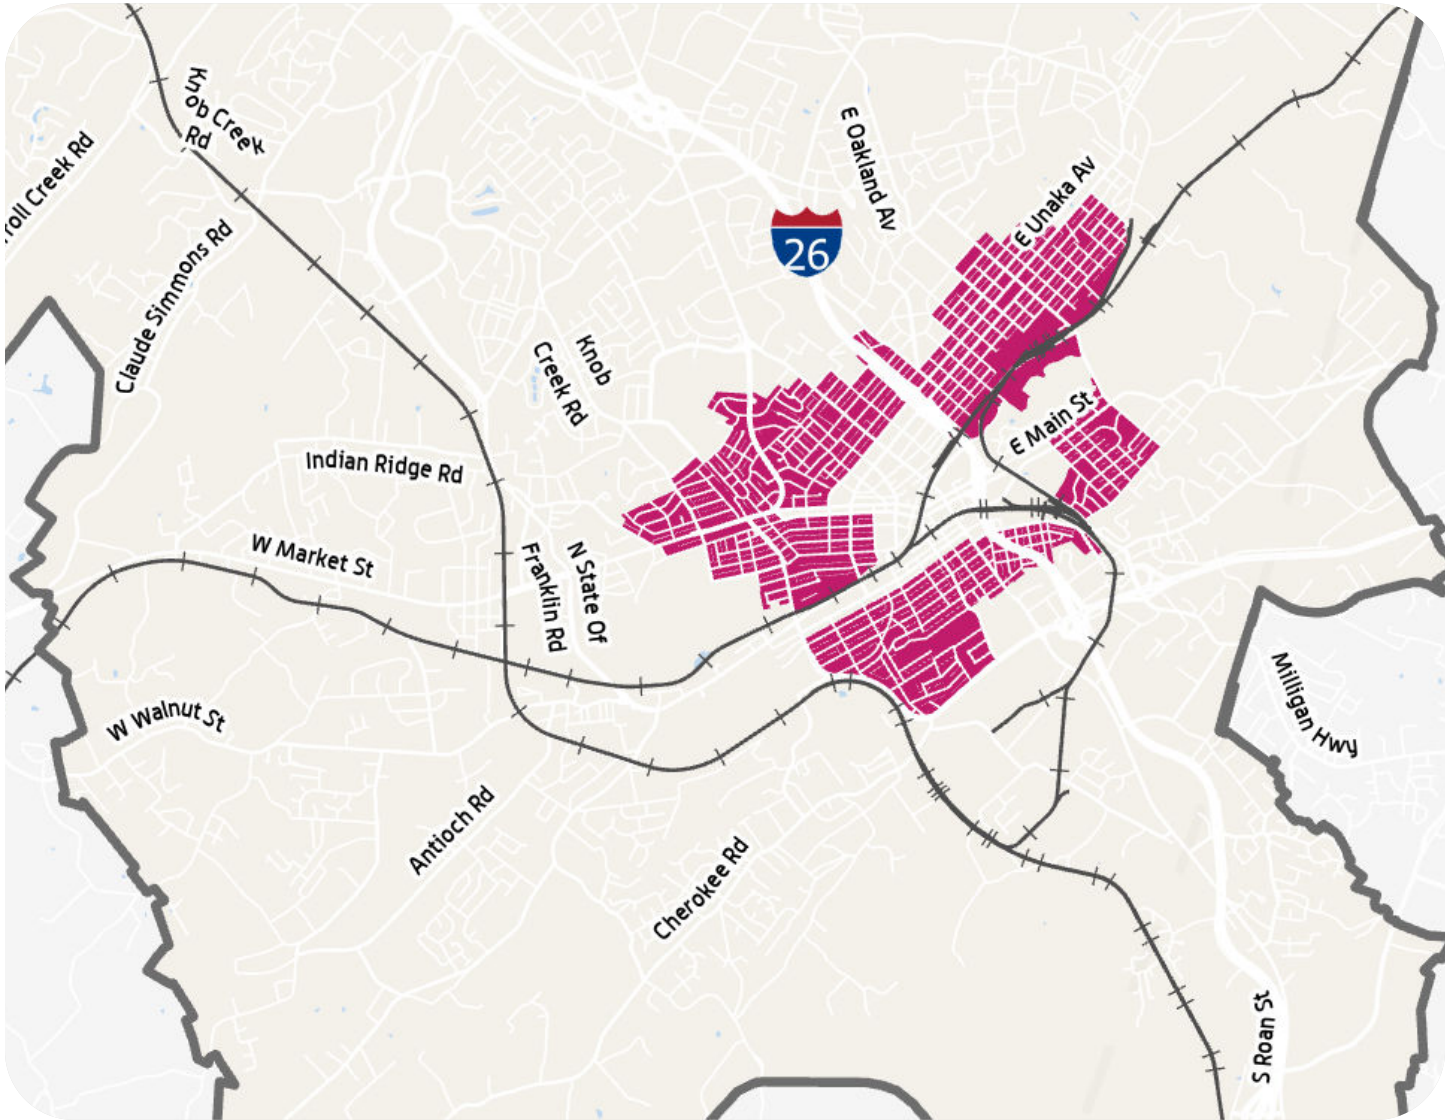 Knob Creek
Rd
roll Creek Rd
E Oakland Av
E Unaka Av
26
Claude Simmons Rd
Knob
Creek Rd
E Main St
Indian Ridge Rd
W Market St
N State Of
Franklin Rd
W Walnut St
Milligan Hwy
Antioch Rd
Cherokee Rd
S Roan St